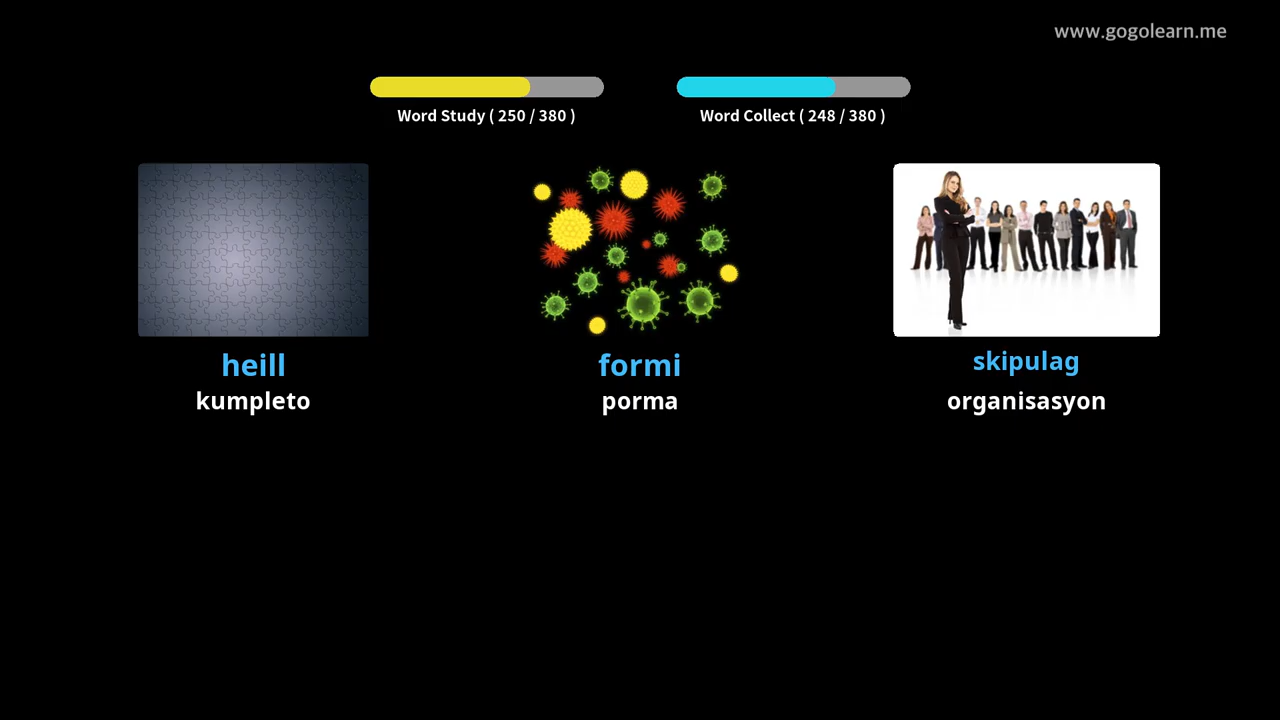 www.gogolearn.me
Word Study ( 250 / 380 )
Word Collect ( 248 / 380 )
heill
kumpleto
formi
porma
skipulag
organisasyon